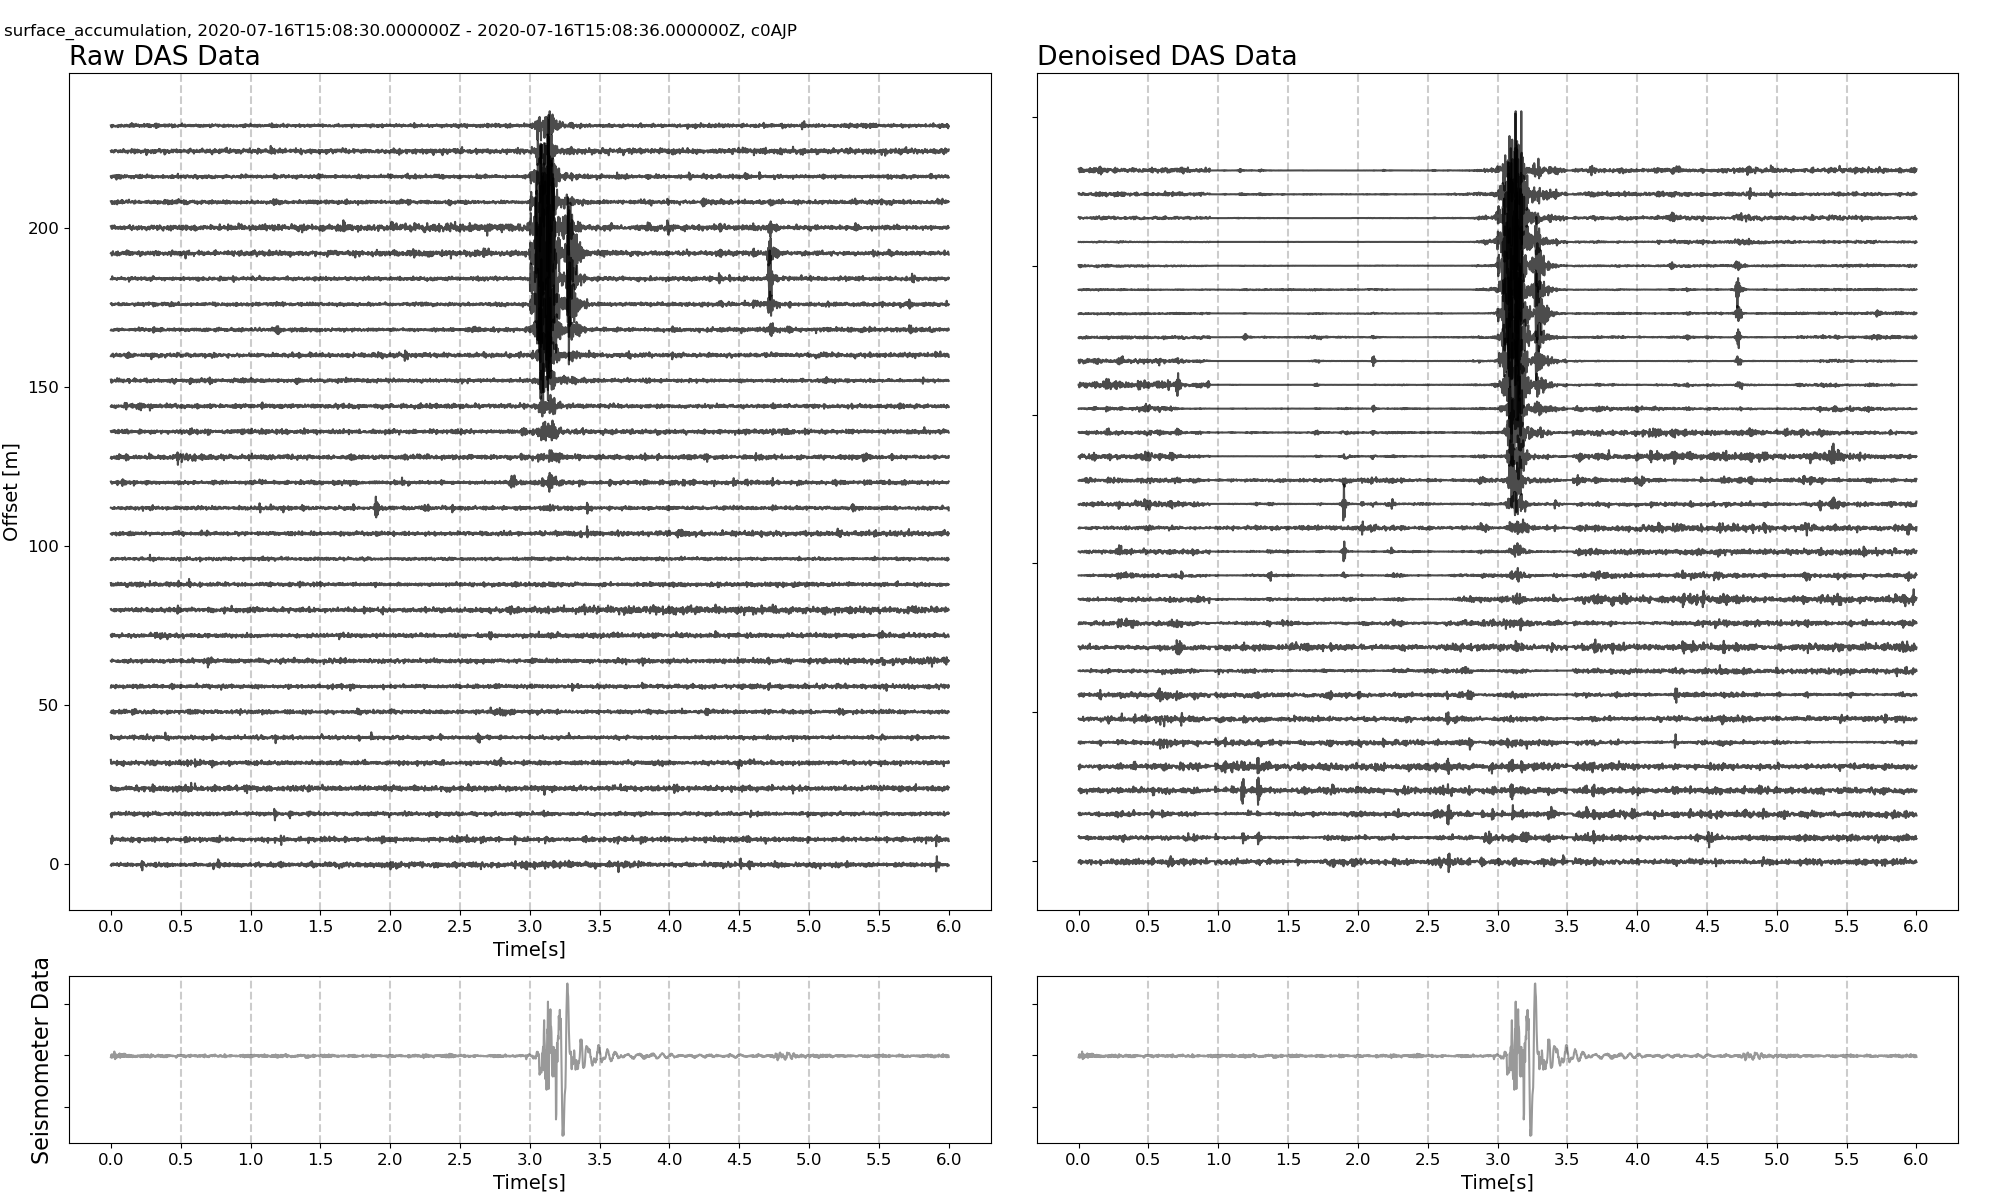 surface_accumulation, 2020-07-16T15:08:30.000000Z - 2020-07-16T15:08:36.000000Z, c0AJP
Raw DAS Data
Denoised DAS Data
Offset [m]
200
150
100
50
0
0.0 0.5 1.0 1.5 2.0 2.5 3.0 3.5 4.0 4.5 5.0 5.5 6.0
Time[s]
0.0 0.5 1.0 1.5 2.0 2.5 3.0 3.5 4.0 4.5 5.0 5.5 6.0
Seismometer Data
0.0 0.5 1.0 1.5 2.0 2.5 3.0 3.5 4.0 4.5 5.0 5.5 6.0
Time[s]
0.0 0.5 1.0 1.5 2.0 2.5 3.0 3.5 4.0 4.5 5.0 5.5 6.0
Time[s]